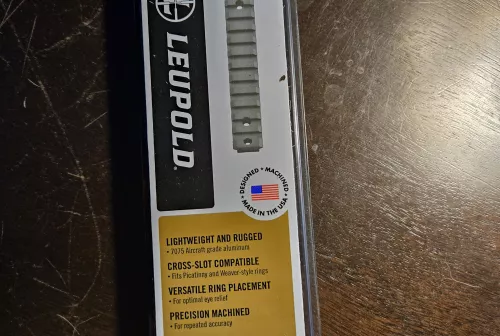 LEUPOLD
DESIGNED • MACHINED • MADE IN THE USA •
LIGHTWEIGHT AND RUGGED
• 7075 Aircraft grade aluminum
CROSS-SLOT COMPATIBLE
• Fits Picatinny and Weaver-style rings
VERSATILE RING PLACEMENT
• For optimal eye relief
PRECISION MACHINED
• For repeated accuracy